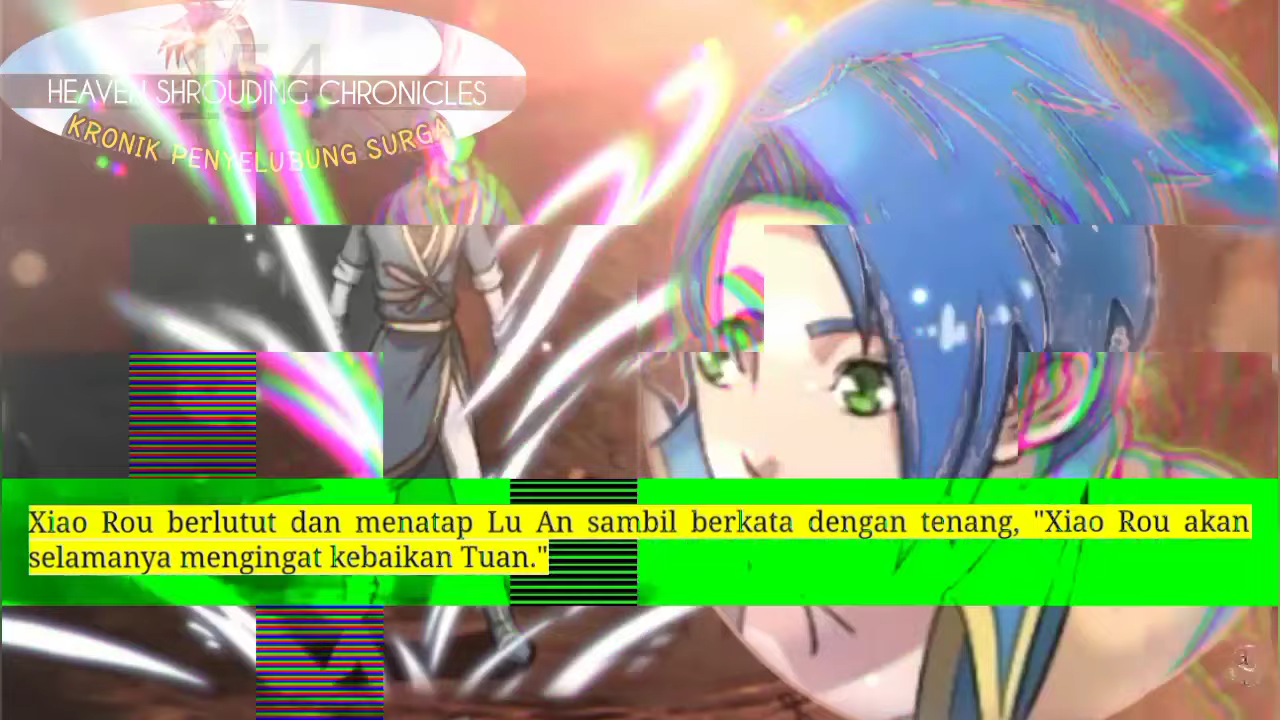 154
HEAVEN SHROUDING CHRONICLES
KRONIK PENYELUBUNG SURGA
Xiao Rou berlutut dan menatap Lu An sambil berkata dengan tenang, "Xiao Rou akan
selamanya mengingat kebaikan Tuan."